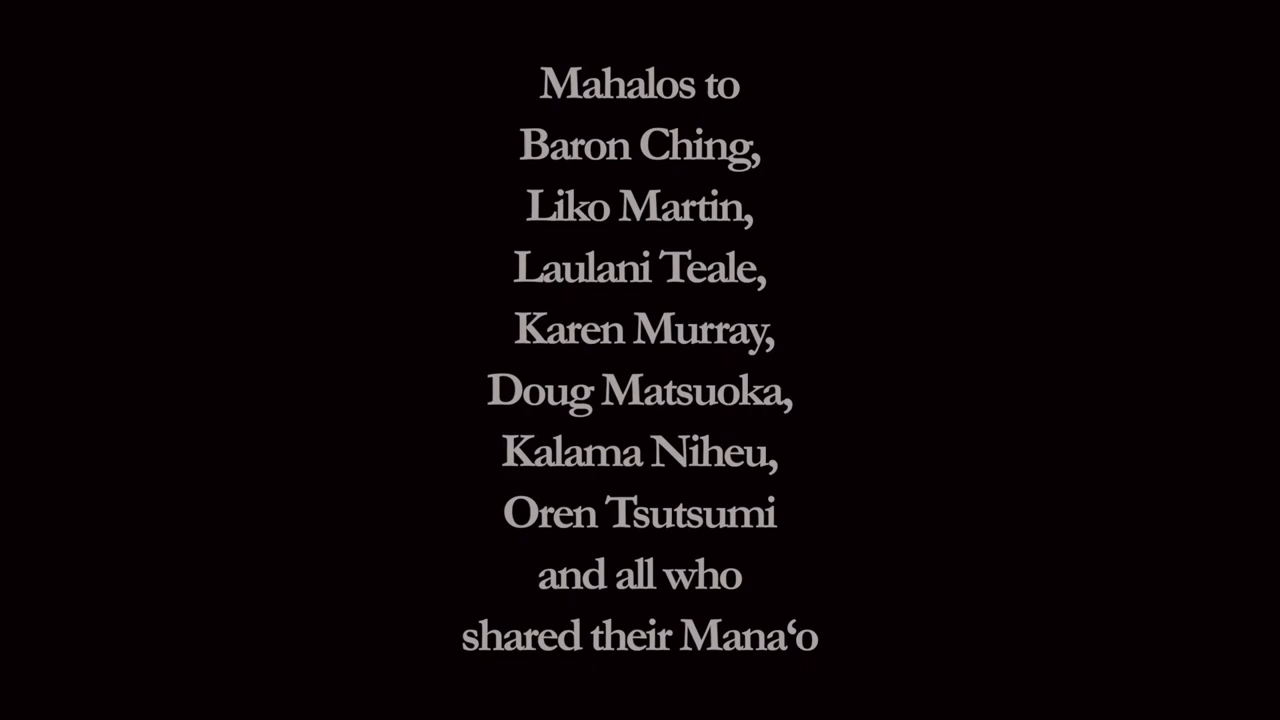 Mahalos to
Baron Ching,
Liko Martin,
Laulani Teale,
Karen Murray,
Doug Matsuoka,
Kalama Niheu,
Oren Tsutsumi
and all who
shared their Mana‘o